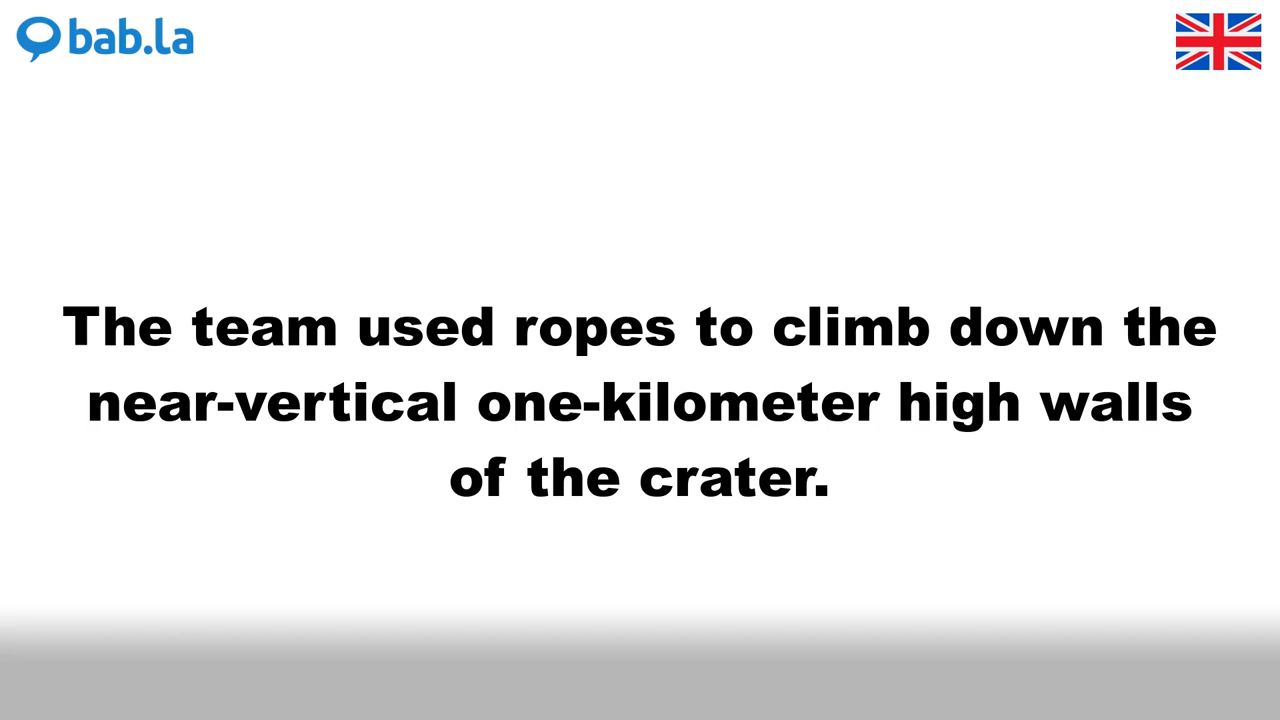 bab.la
The team used ropes to climb down the
near-vertical one-kilometer high walls
of the crater.